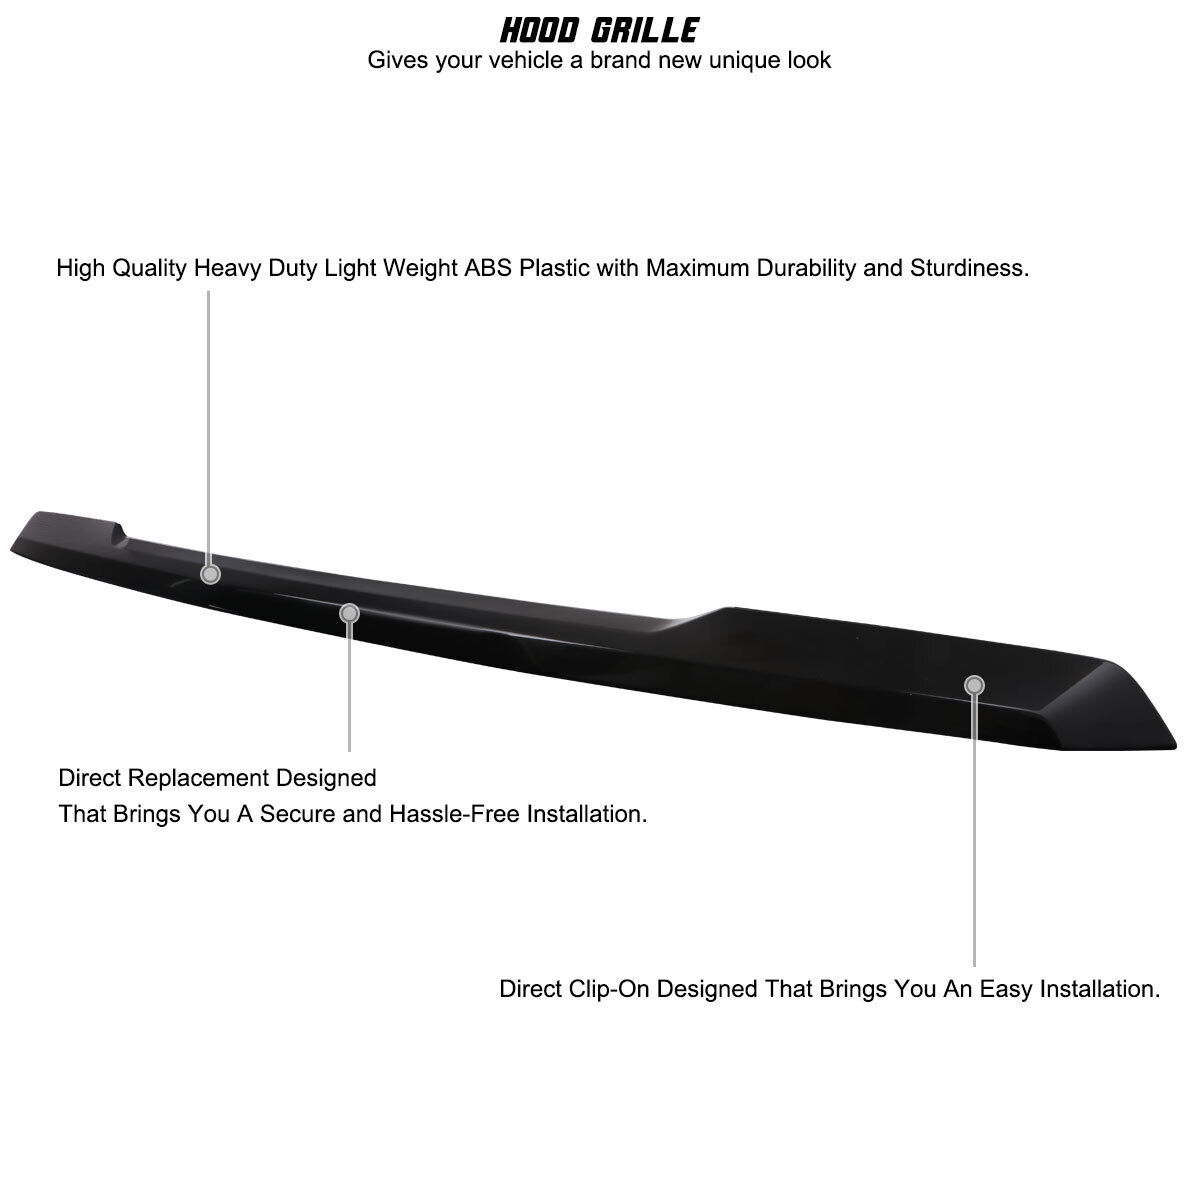 HOOD GRILLE
Gives your vehicle a brand new unique look
High Quality Heavy Duty Light Weight ABS Plastic with Maximum Durability and Sturdiness.
Direct Replacement Designed
That Brings You A Secure and Hassle-Free Installation.
Direct Clip-On Designed That Brings You An Easy Installation.